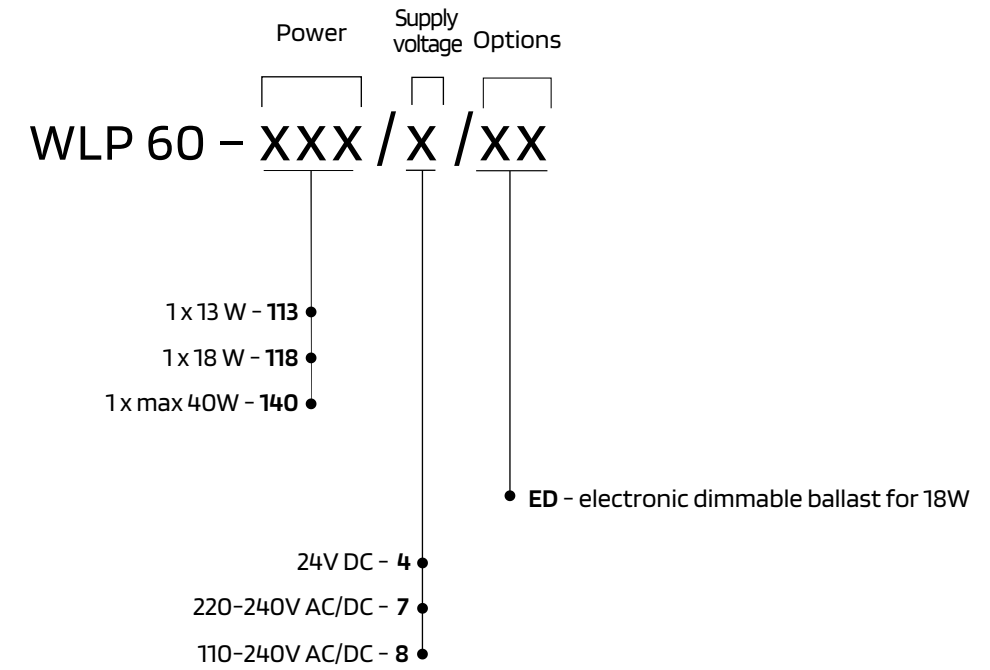 Power
Supply
voltage
Options
WLP 60 – xxx / x / xx
1 x 13 W – 113
1 x 18 W – 118
1 x max 40W – 140
ED – electronic dimmable ballast for 18W
24V DC – 4
220-240V AC/DC – 7
110-240V AC/DC – 8